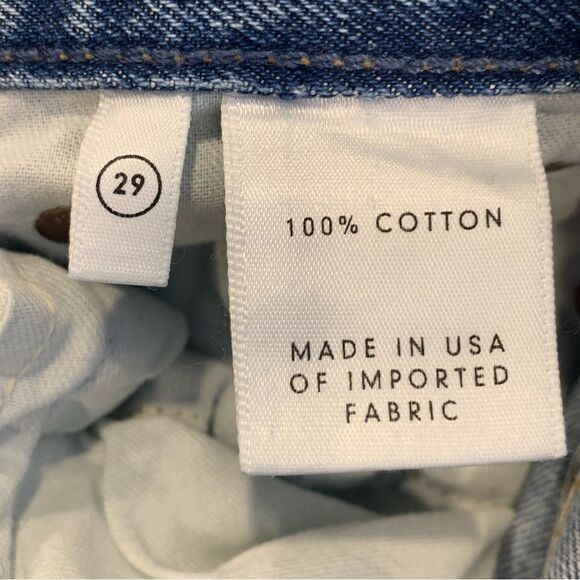 29
100% COTTON
MADE IN USA
OF IMPORTED
FABRIC